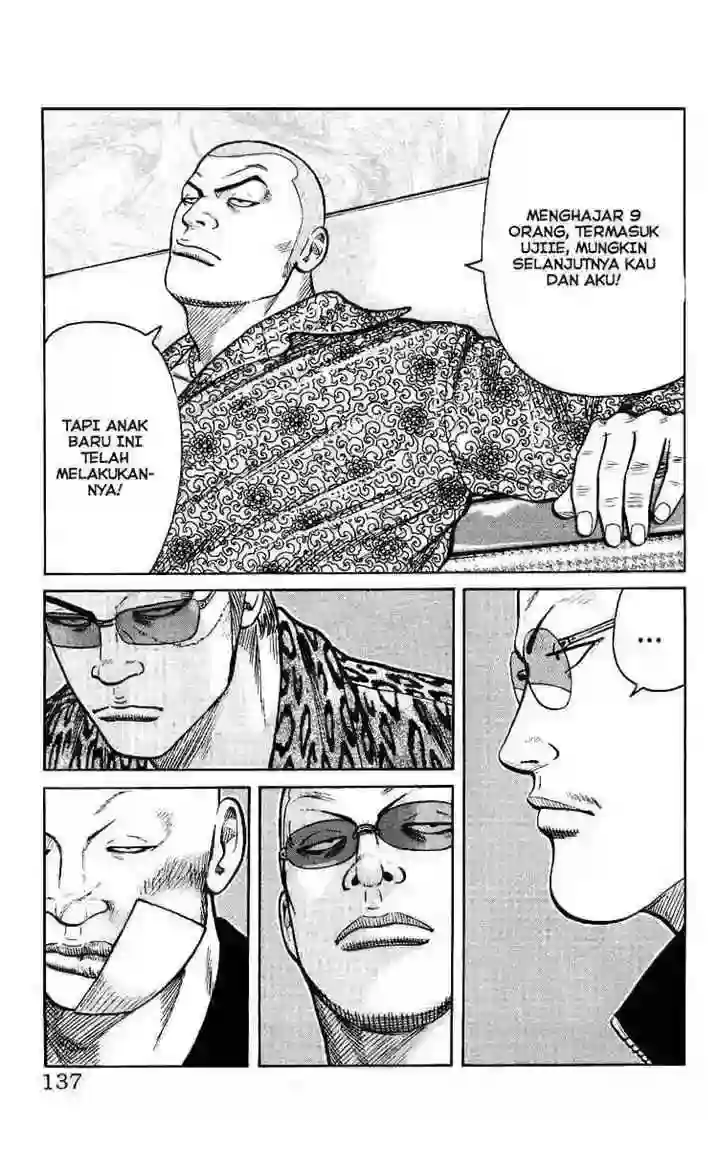 MENGHAJAR 9
ORANG, TERMASUK
UJIIE, MUNGKIN
SELANJUTNYA KAU
DAN AKU!
TAPI ANAK
BARU INI
TELAH
MELAKUKAN-
NYA!
...
137